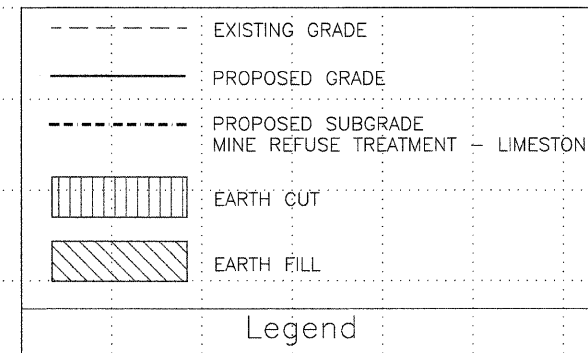 EXISTING GRADE
PROPOSED GRADE
PROPOSED SUBGRADE
MINE REFUSE TREATMENT - LIMESTON
EARTH CUT
EARTH FILL
Legend